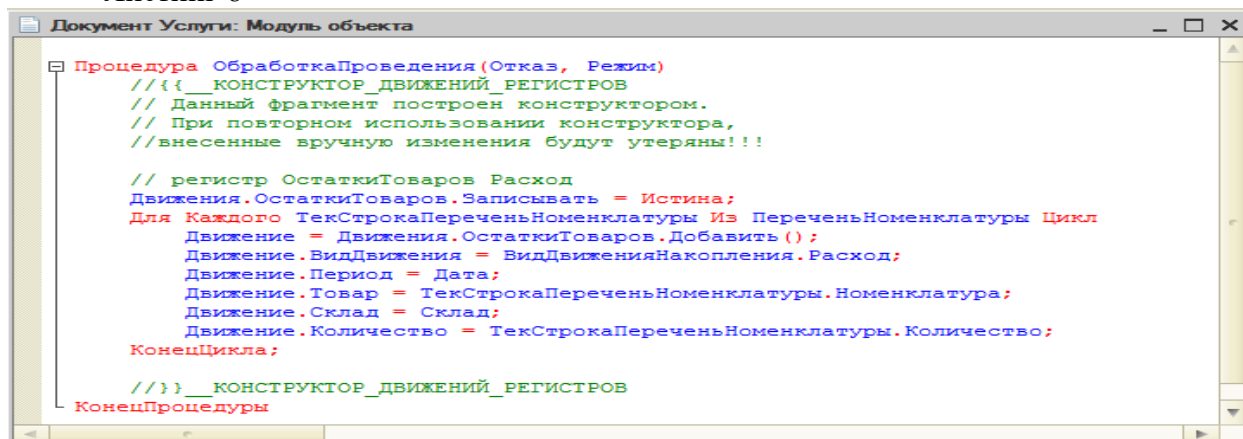 Документ Услуги: Модуль объекта
Процедура ОбработкаПроведения(Отказ, Режим)
//{{__КОНСТРУКТОР_ДВИЖЕНИЙ_РЕГИСТРОВ
// Данный фрагмент построен конструктором.
// При повторном использовании конструктора,
//внесенные вручную изменения будут утеряны!!!
// регистр ОстаткиТоваров Расход
Движения.ОстаткиТоваров.Записывать = Истина;
Для Каждого ТекСтрокаПереченьНоменклатуры Из ПереченьНоменклатуры Цикл
Движение = Движения.ОстаткиТоваров.Добавить();
Движение.ВидДвижения = ВидДвиженияНакопления.Расход;
Движение.Период = Дата;
Движение.Товар = ТекСтрокаПереченьНоменклатуры.Номенклатура;
Движение.Склад = Склад;
Движение.Количество = ТекСтрокаПереченьНоменклатуры.Количество;
КонецЦикла;
//}}__КОНСТРУКТОР_ДВИЖЕНИЙ_РЕГИСТРОВ
КонецПроцедуры